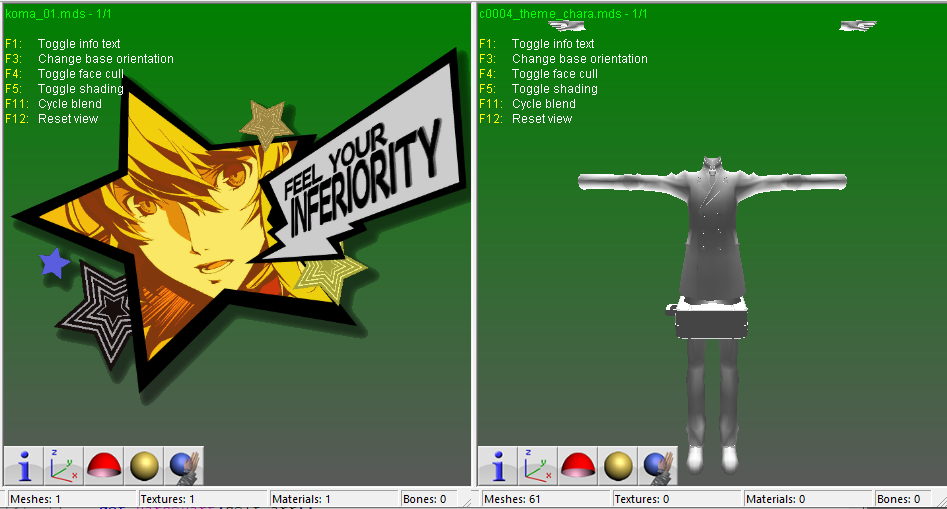 koma_01.mds - 1/1
F1: Toggle info text
F3: Change base orientation
F4: Toggle face cull
F5: Toggle shading
F11: Cycle blend
F12: Reset view
FEEL YOUR
INFERIORITY
i
z
y
x
Meshes: 1
Textures: 1
Materials: 1
Bones: 0
c0004_theme_chara.mds - 1/1
F1: Toggle info text
F3: Change base orientation
F4: Toggle face cull
F5: Toggle shading
F11: Cycle blend
F12: Reset view
i
z
y
x
Meshes: 61
Textures: 0
Materials: 0
Bones: 0